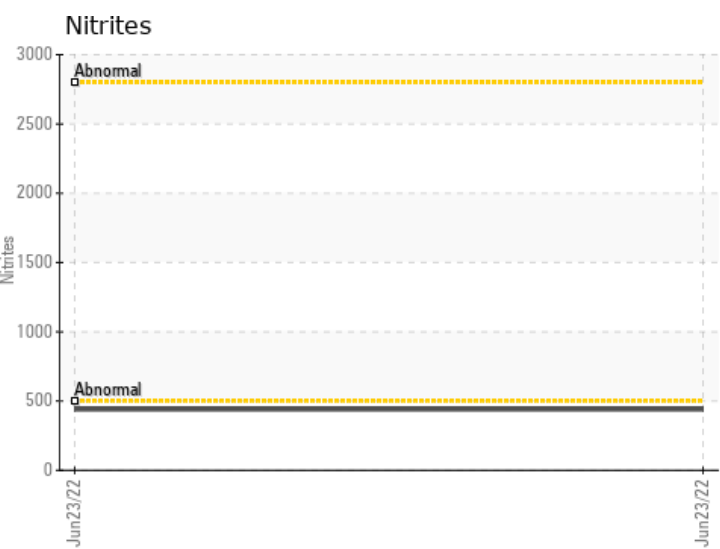 Nitrites
3000
Abnormal
2500
2000
Nitrites
1500
1000
Abnormal
500
0
Jun23/22
Jun23/22